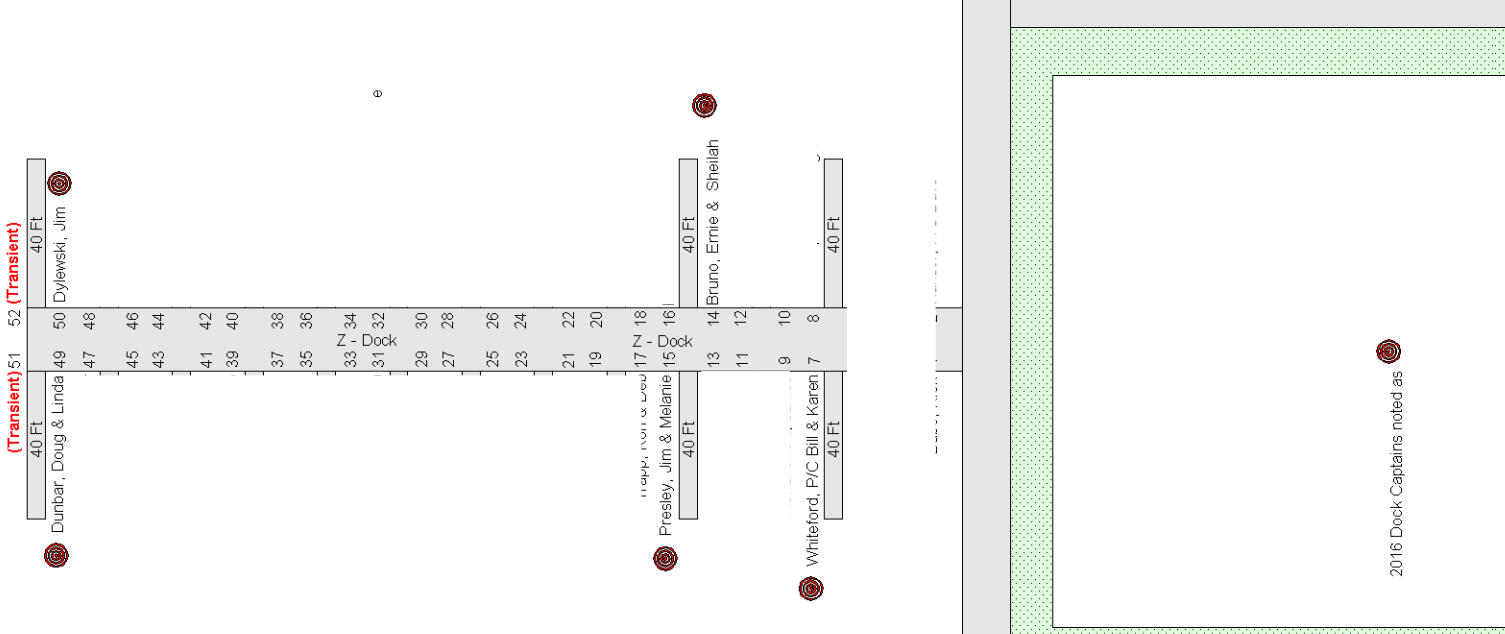 52 (Transient)
(Transient) 51
40 Ft
40 Ft
Dylewski, Jim
Dunbar, Doug & Linda
e
40 Ft
40 Ft
Bruno, Ernie & Sheilah
Presley, Jim & Melanie
Whiteford, P/C Bill & Karen
40 Ft
40 Ft
50 48 46 44 42 40 38 36 34 32 30 28 26 24 22 20 18 16 14 12 10 8
Z - Dock
Z - Dock
49 47 45 43 41 39 37 35 33 31 29 27 25 23 21 19 17 15 13 11 9 7
2016 Dock Captains noted as